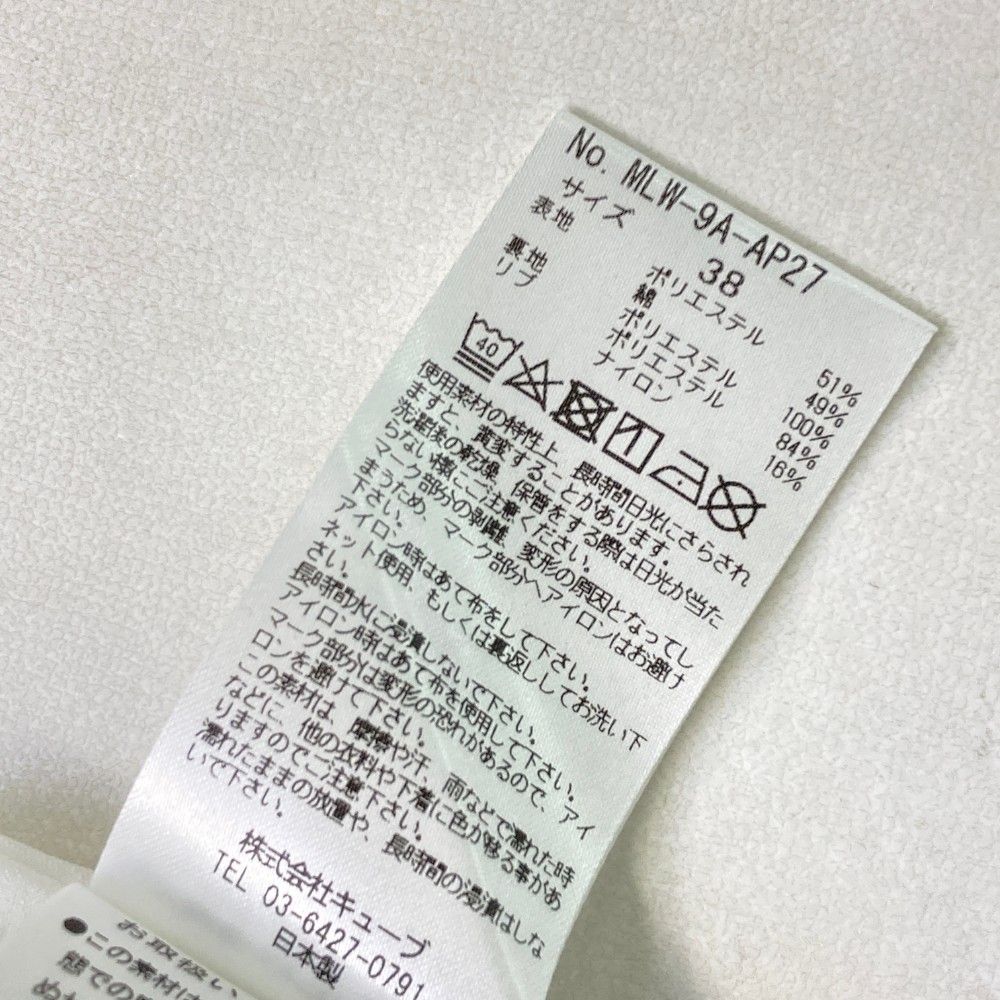 No. MLW-9A-AP27
サイズ 38
表地 ポリエステル 51%
綿 49%
裏地 ポリエステル 100%
リブ ポリエステル 84%
ナイロン 16%
40
使用素材の特性上、長時間日光にさらされ
ますと、黄変することがあります。
洗濯後の乾燥、保管をする際は日光が当た
らない様にご注意ください。
マーク部分の剥離、変形の原因となってし
まうため、マーク部分へアイロンはお避け
下さい。
アイロン時はあて布をして下さい。
ネット使用、もしくは裏返ししてお洗い下
さい。
長時間水に浸漬しないで下さい。
アイロン時はあて布を使用して下さい。
マーク部分は変形の恐れがあるので、アイ
ロンを避けて下さい。
この素材は、摩擦や汗、雨などで濡れた時
などに、他の衣料や下着に色が移る事があ
りますのでご注意下さい。
濡れたままの放置や、長時間の浸漬はしな
いで下さい。
株式会社キューブ
TEL 03-6427-0791
日本製
お取扱い
●この素材は
態での